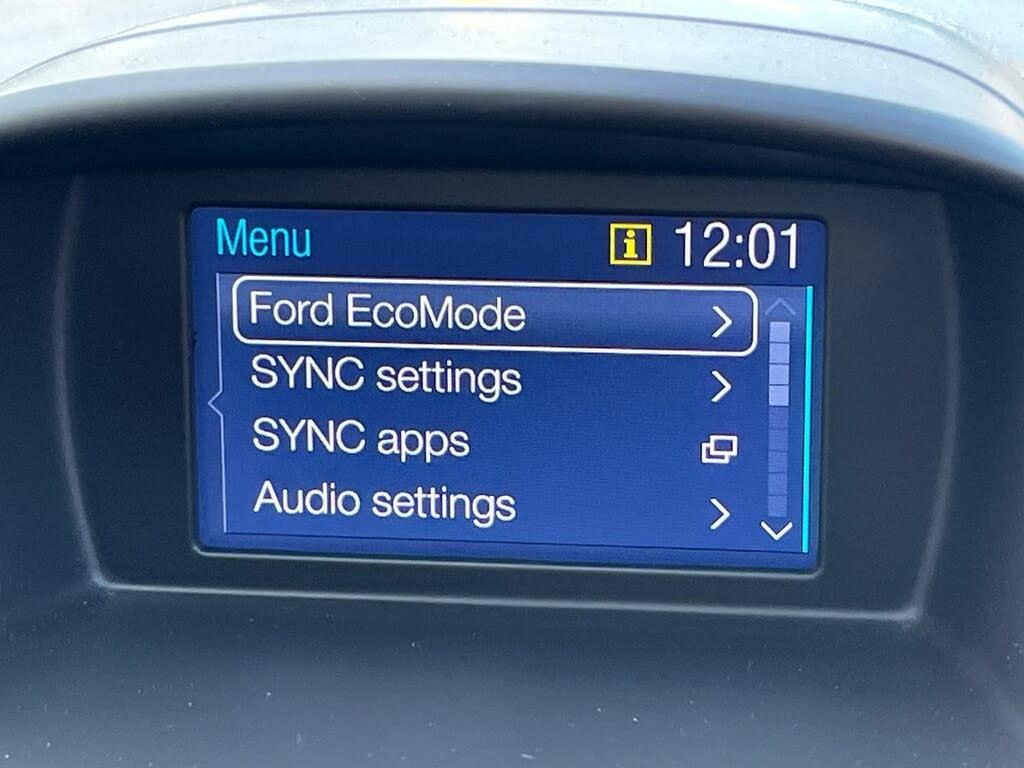 Menu i 12:01
Ford EcoMode
SYNC settings
SYNC apps
Audio settings